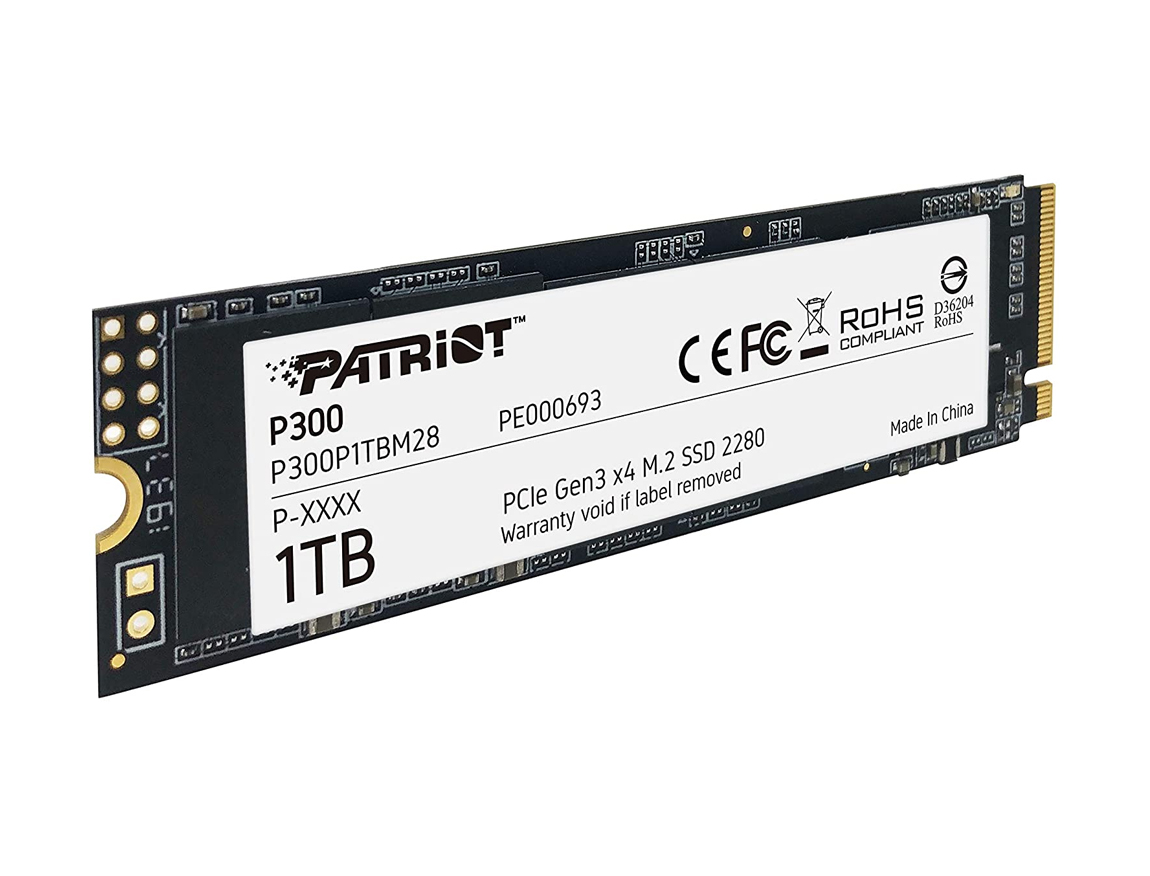 PATRIOT™
P300
P300P1TBM28
PE000693
CE FC RoHS
COMPLIANT
D36204
RoHS
P-XXXX
1TB
PCIe Gen3 x4 M.2 SSD 2280
Warranty void if label removed
Made In China